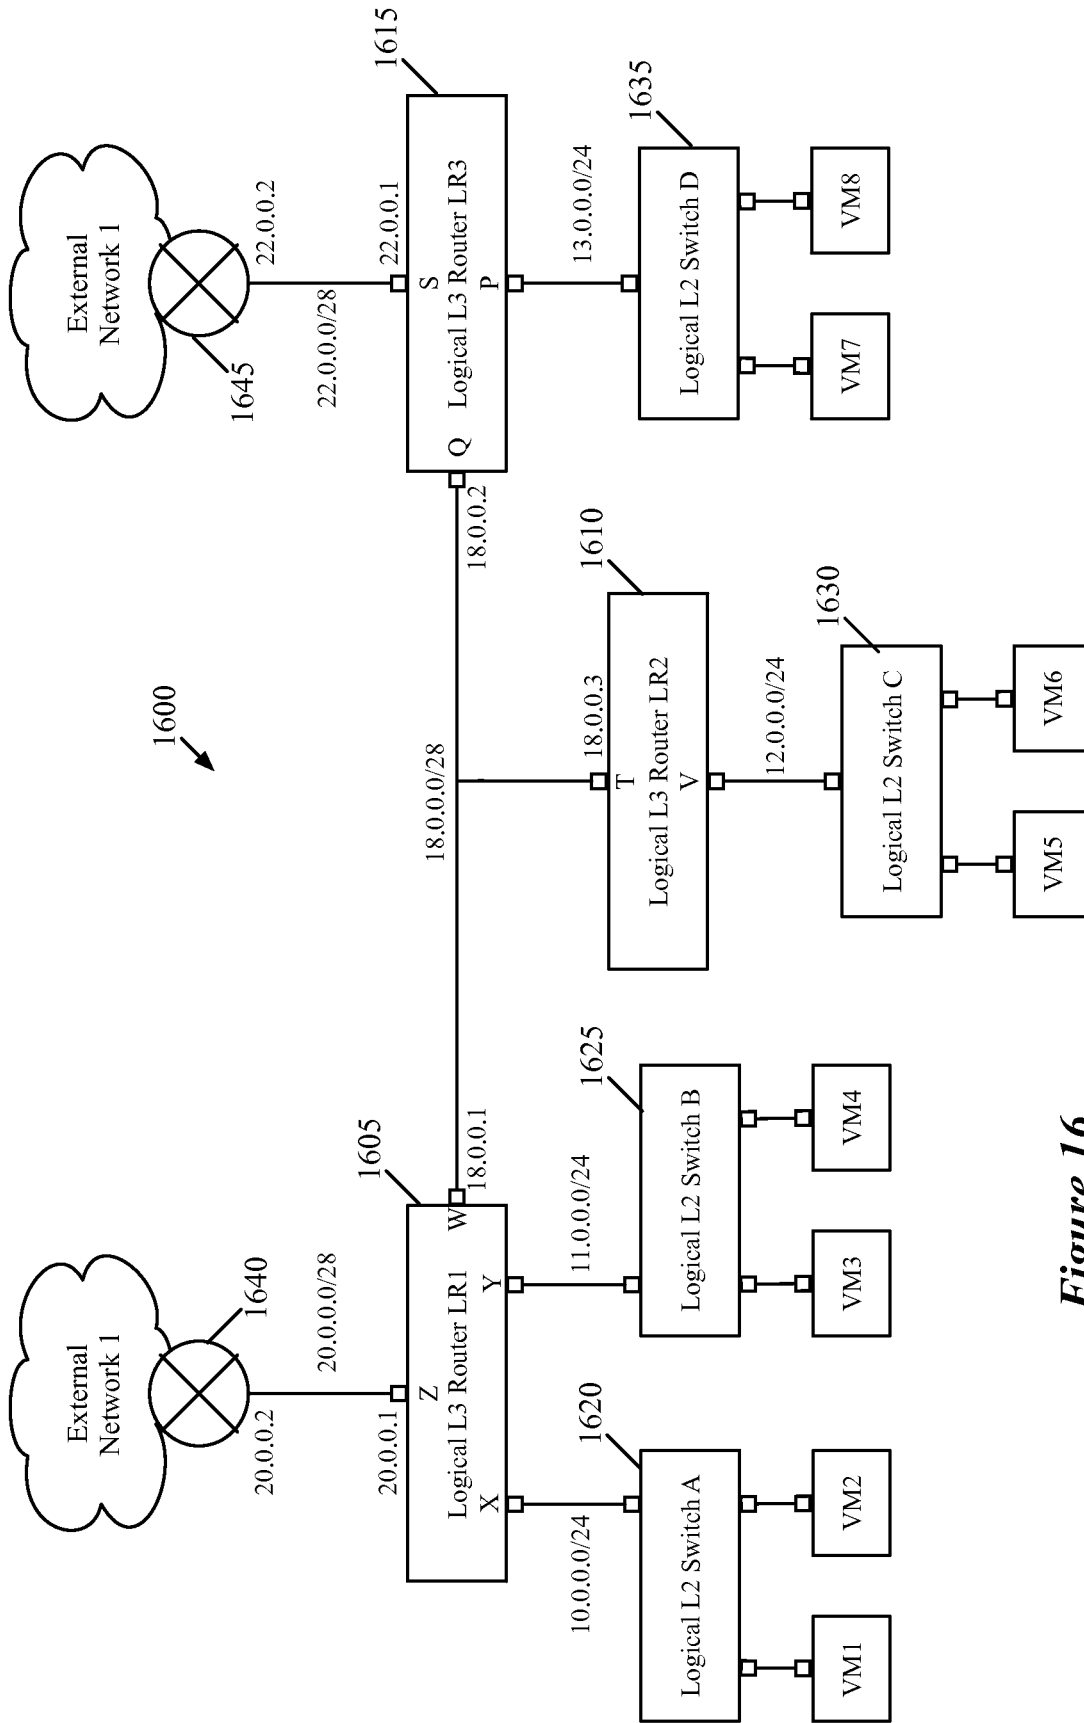 External
Network 1
External
Network 1
1640
1645
20.0.0.2
20.0.0.0/28
22.0.0.0/28
22.0.0.2
1600
20.0.0.1
1605
22.0.0.1
1615
Z
Logical L3 Router LR1
X
Y
W
18.0.0.1
18.0.0.0/28
18.0.0.2
Q
S
Logical L3 Router LR3
P
10.0.0.0/24
11.0.0.0/24
18.0.0.3
1610
13.0.0.0/24
1620
1625
1635
T
Logical L3 Router LR2
V
Logical L2 Switch A
Logical L2 Switch B
Logical L2 Switch D
12.0.0.0/24
1630
VM1
VM2
VM3
VM4
VM7
VM8
Logical L2 Switch C
VM5
VM6
Figure 16